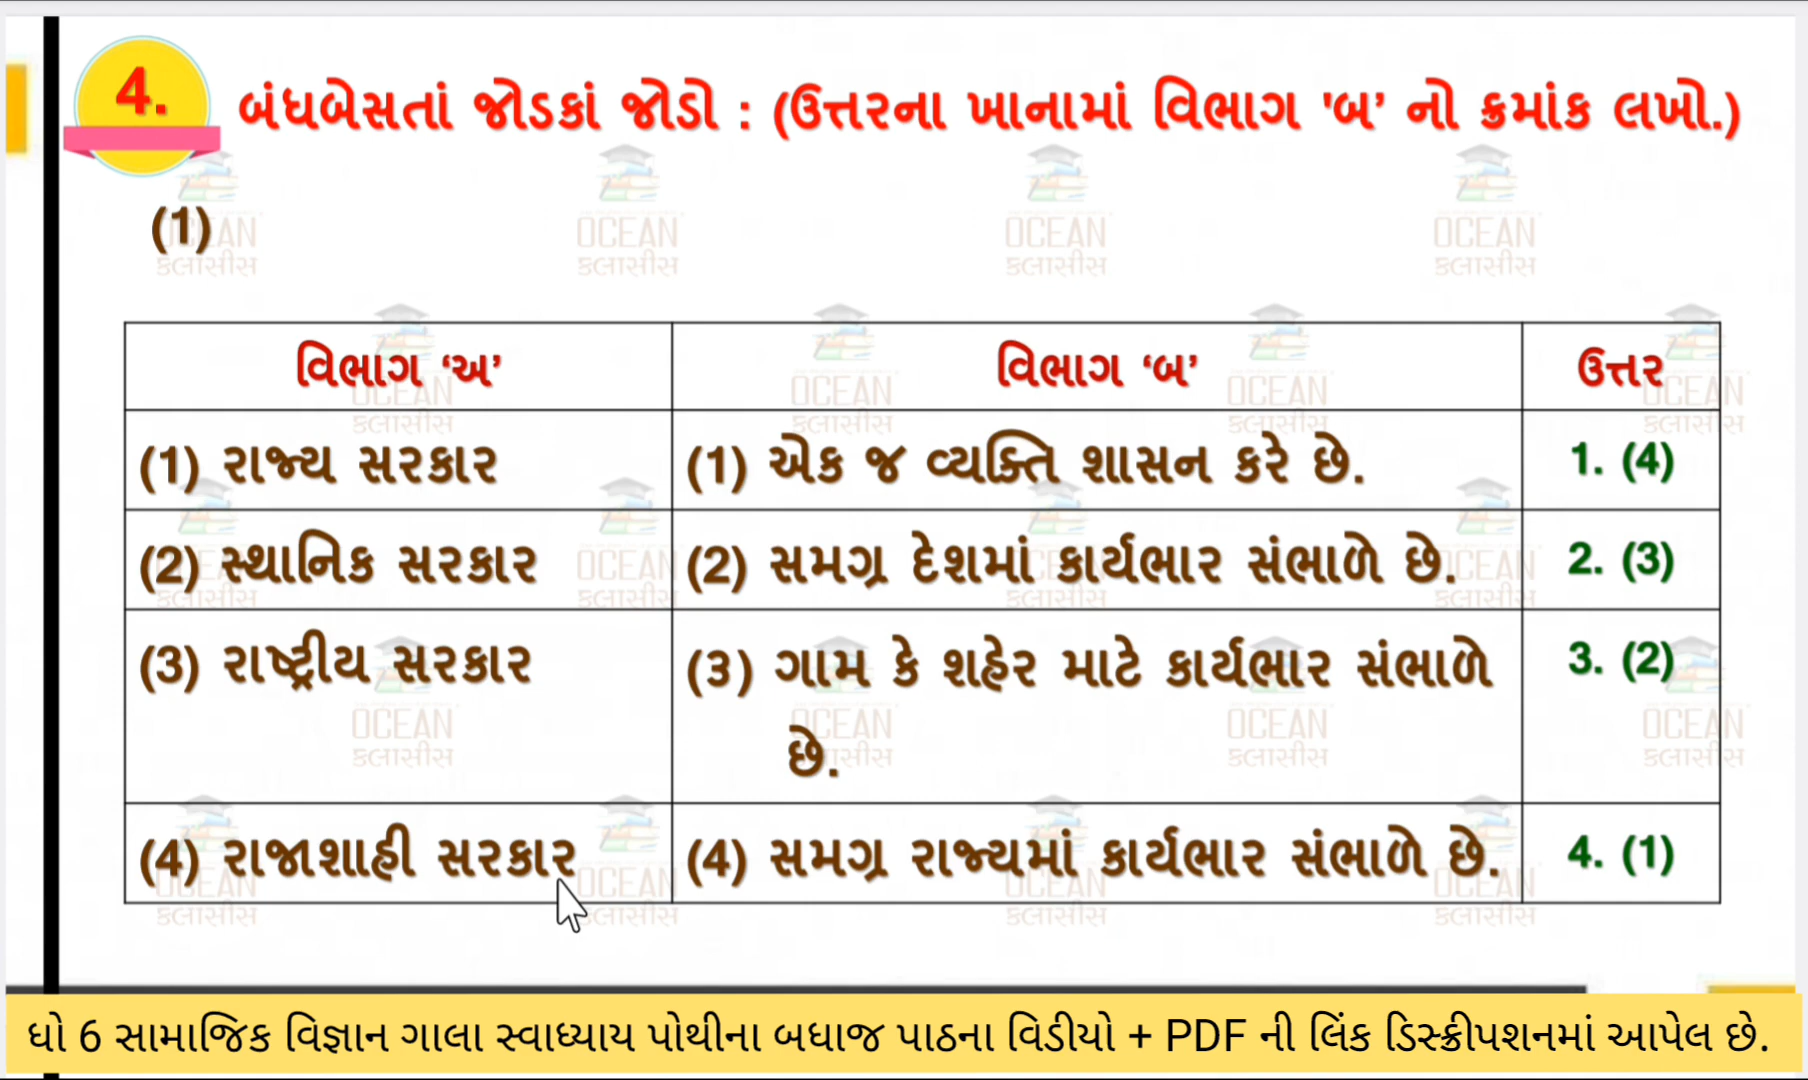 4.
બંધબેસતાં જોડકાં જોડો : (ઉત્તરના ખાનામાં વિભાગ 'બ’ નો ક્રમાંક લખો.)
(1)
વિભાગ ‘અ’ વિભાગ ‘બ’ ઉત્તર
(1) રાજ્ય સરકાર (1) એક જ વ્યક્તિ શાસન કરે છે. 1. (4)
(2) સ્થાનિક સરકાર (2) સમગ્ર દેશમાં કાર્યભાર સંભાળે છે. 2. (3)
(3) રાષ્ટ્રીય સરકાર (૩) ગામ કે શહેર માટે કાર્યભાર સંભાળે 3. (2)
છે.
(4) રાજાશાહી સરકાર (4) સમગ્ર રાજ્યમાં કાર્યભાર સંભાળે છે. 4. (1)
OCEAN
ક્લાસીસ
ધો 6 સામાજિક વિજ્ઞાન ગાલા સ્વાધ્યાય પોથીના બધાજ પાઠના વિડીયો + PDF ની લિંક ડિસ્ક્રીપશનમાં આપેલ છે.